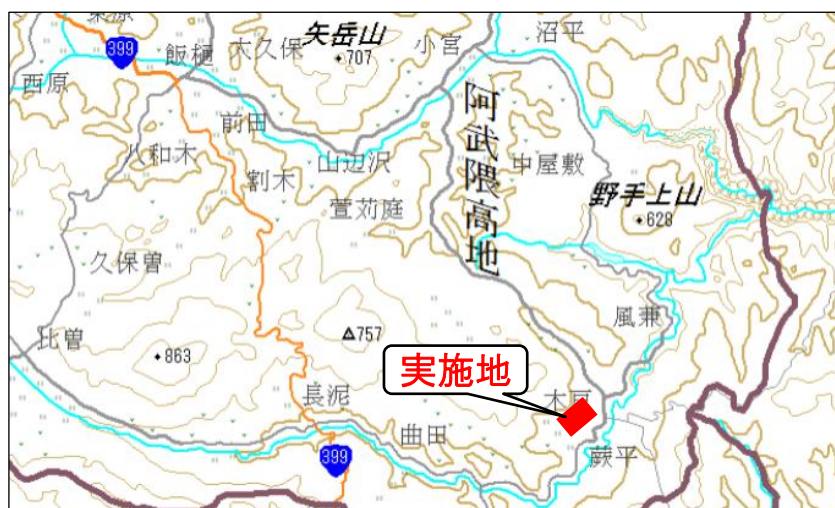 399
飯樋
大久保
矢岳山
707
小宮
沼平
西原
前田
八和木
割木
山辺沢
萱苅庭
阿武隈高地
中屋敷
野手上山
628
久保曽
比曽
863
757
風兼
実施地
木戸
長泥
曲田
蕨平
399